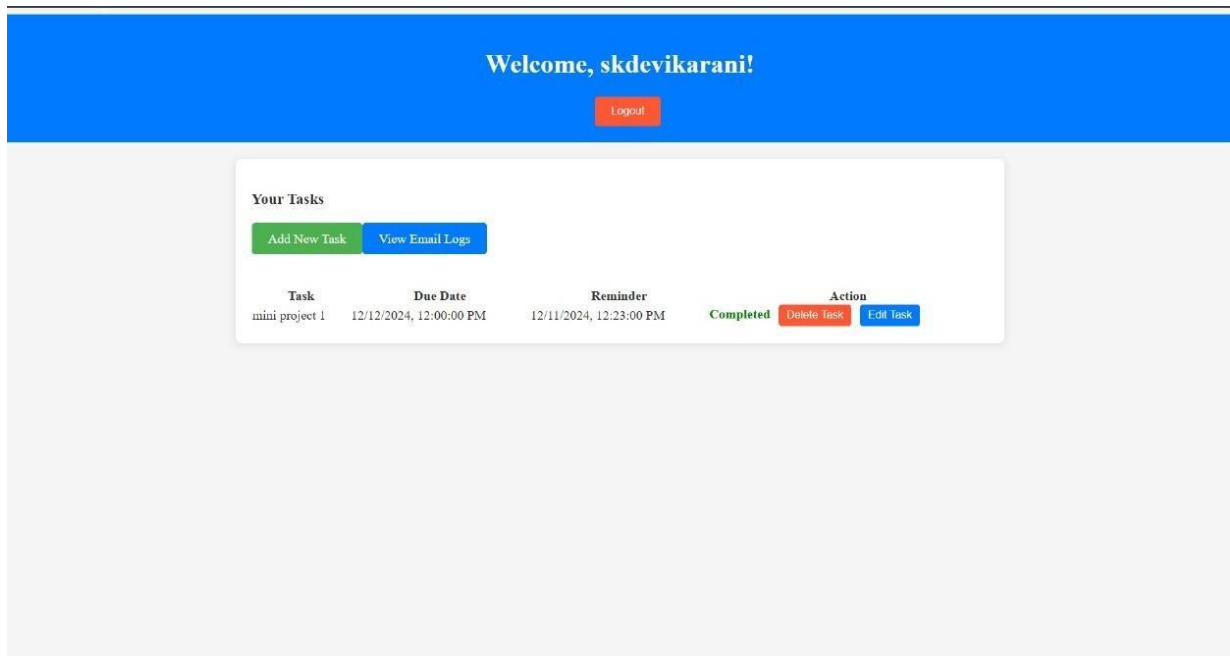 Welcome, skdevikarani!
Logout
Your Tasks
Add New Task View Email Logs
Task Due Date Reminder Action
mini project 1 12/12/2024, 12:00:00 PM 12/11/2024, 12:23:00 PM Completed Delete Task Edit Task